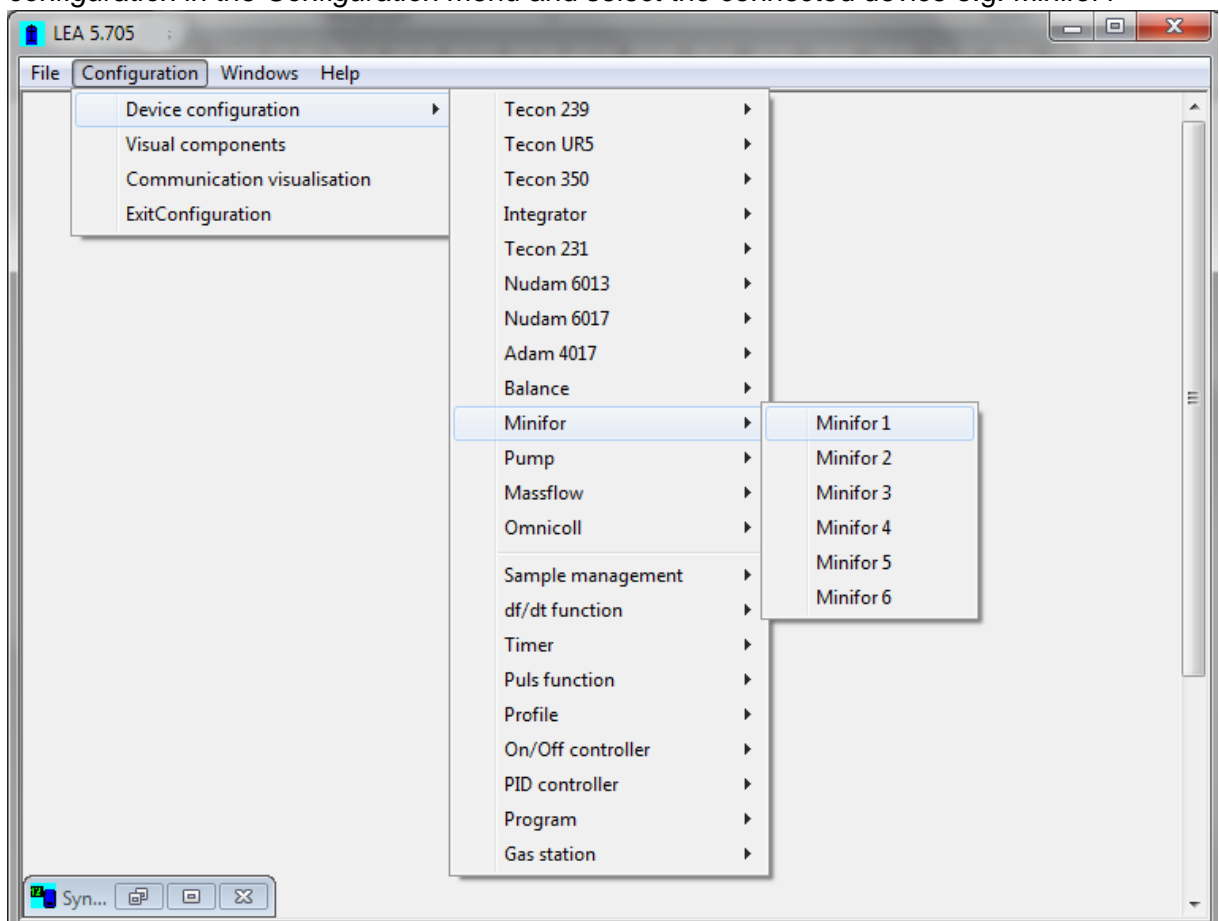 configuration in the Configuration menu and select the connected device e.g. Minifor.
LEA 5.705
File Configuration Windows Help
Device configuration
Visual components
Communication visualisation
ExitConfiguration
Tecon 239
Tecon UR5
Tecon 350
Integrator
Tecon 231
Nudam 6013
Nudam 6017
Adam 4017
Balance
Minifor
Pump
Massflow
Omnicoll
Sample management
df/dt function
Timer
Puls function
Profile
On/Off controller
PID controller
Program
Gas station
Minifor 1
Minifor 2
Minifor 3
Minifor 4
Minifor 5
Minifor 6
Syn...